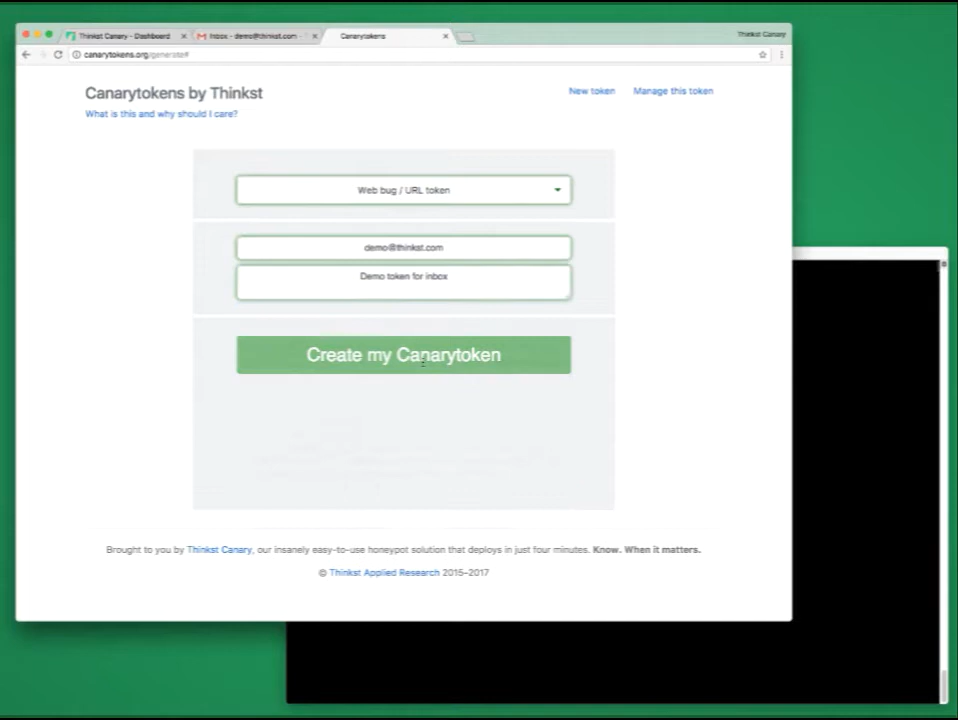 Thinkst Canary - Dashboard
Inbox - demo@thinkst.com -
Canarytokens
Thinkst Canary
canarytokens.org/generate#
Canarytokens by Thinkst
New token
Manage this token
What is this and why should I care?
Web bug / URL token
demo@thinkst.com
Demo token for inbox
Create my Canarytoken
Brought to you by Thinkst Canary, our insanely easy-to-use honeypot solution that deploys in just four minutes. Know. When it matters.
© Thinkst Applied Research 2015–2017